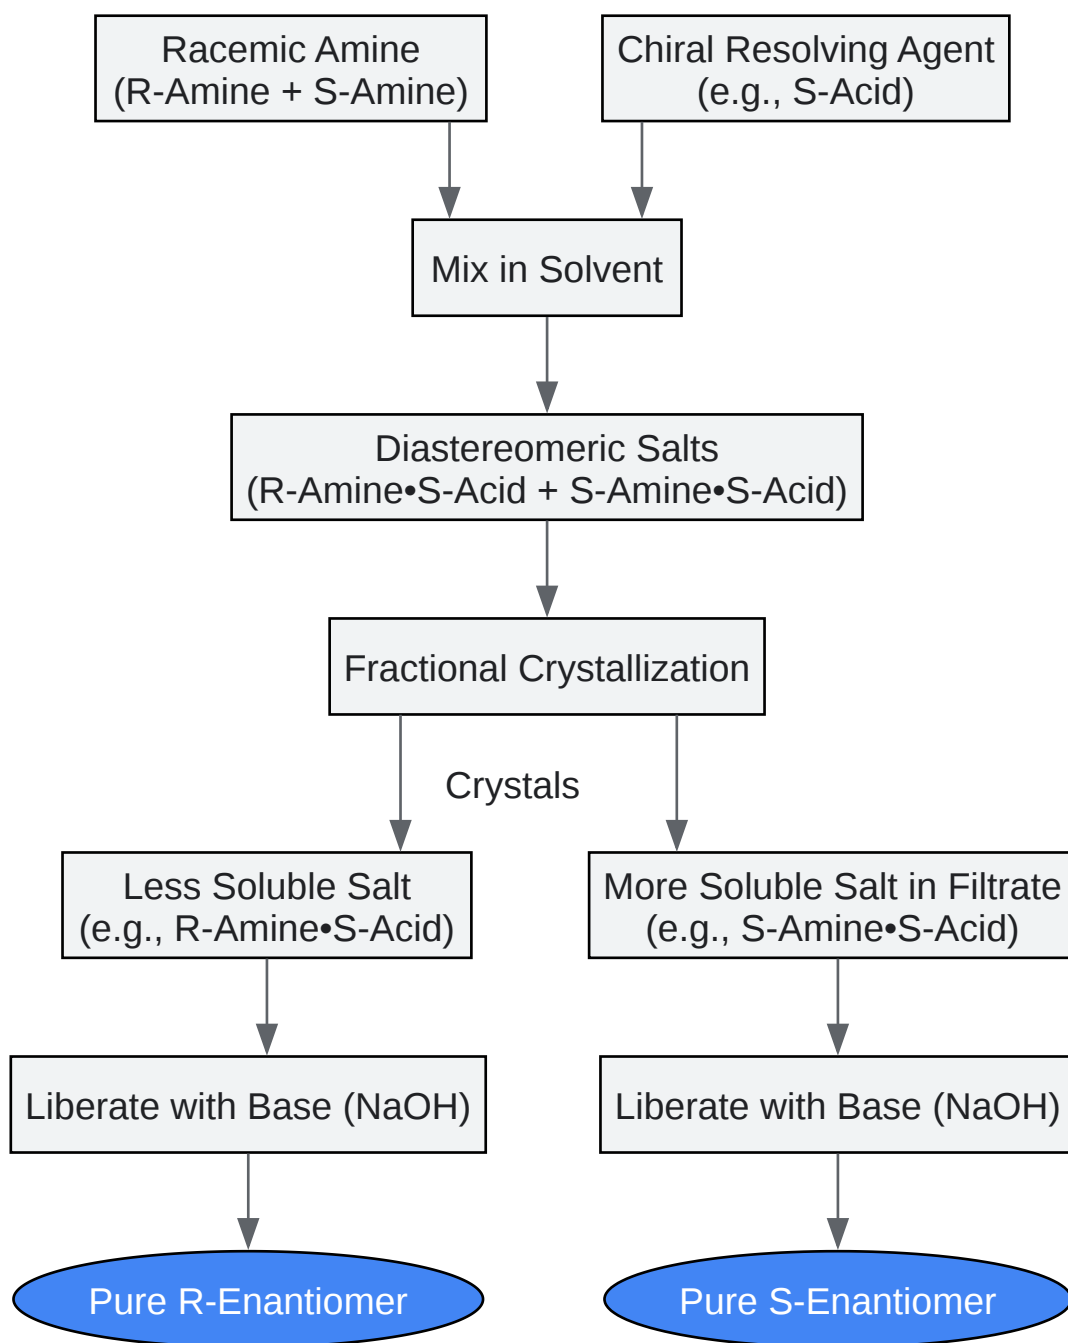 Racemic Amine
(R-Amine + S-Amine)
Chiral Resolving Agent
(e.g., S-Acid)
Mix in Solvent
Diastereomeric Salts
(R-Amine•S-Acid + S-Amine•S-Acid)
Fractional Crystallization
Crystals
Less Soluble Salt
(e.g., R-Amine•S-Acid)
More Soluble Salt in Filtrate
(e.g., S-Amine•S-Acid)
Liberate with Base (NaOH)
Liberate with Base (NaOH)
Pure R-Enantiomer
Pure S-Enantiomer